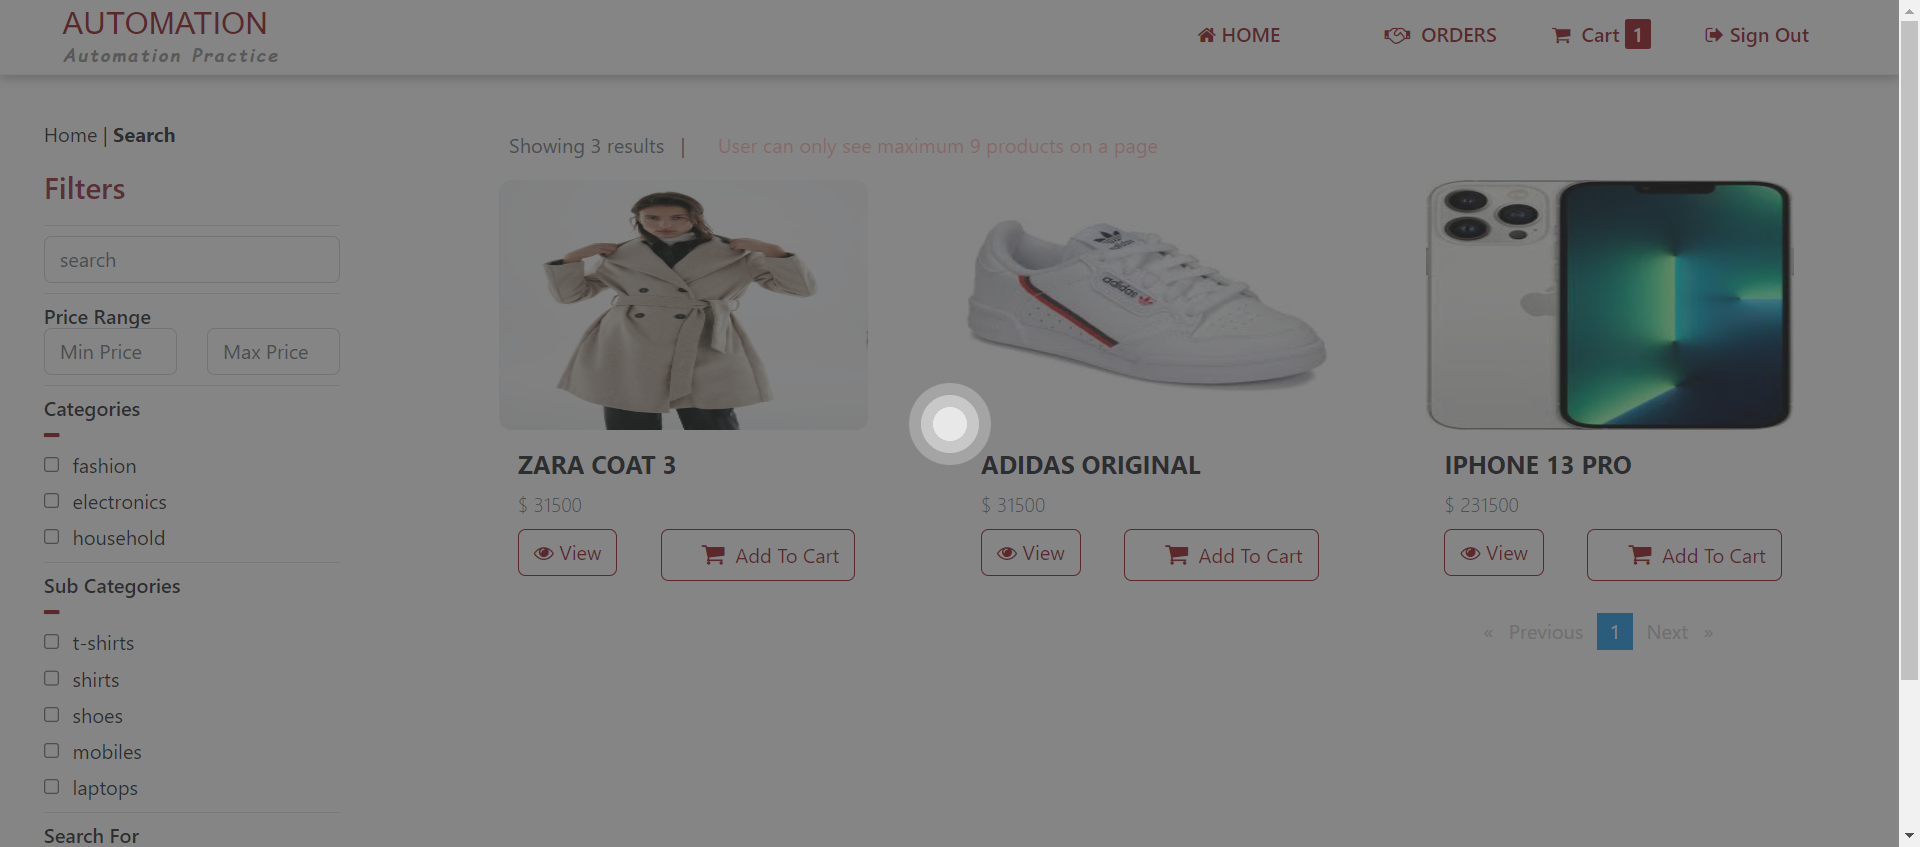 AUTOMATION
Automation Practice
HOME
ORDERS
Cart 1
Sign Out
Home | Search
Filters
search
Price Range
Min Price
Max Price
Categories
fashion
electronics
household
Sub Categories
t-shirts
shirts
shoes
mobiles
laptops
Search For
Showing 3 results |
User can only see maximum 9 products on a page
adidas
adidas
ZARA COAT 3
$ 31500
View
Add To Cart
ADIDAS ORIGINAL
$ 31500
View
Add To Cart
IPHONE 13 PRO
$ 231500
View
Add To Cart
« Previous 1 Next »